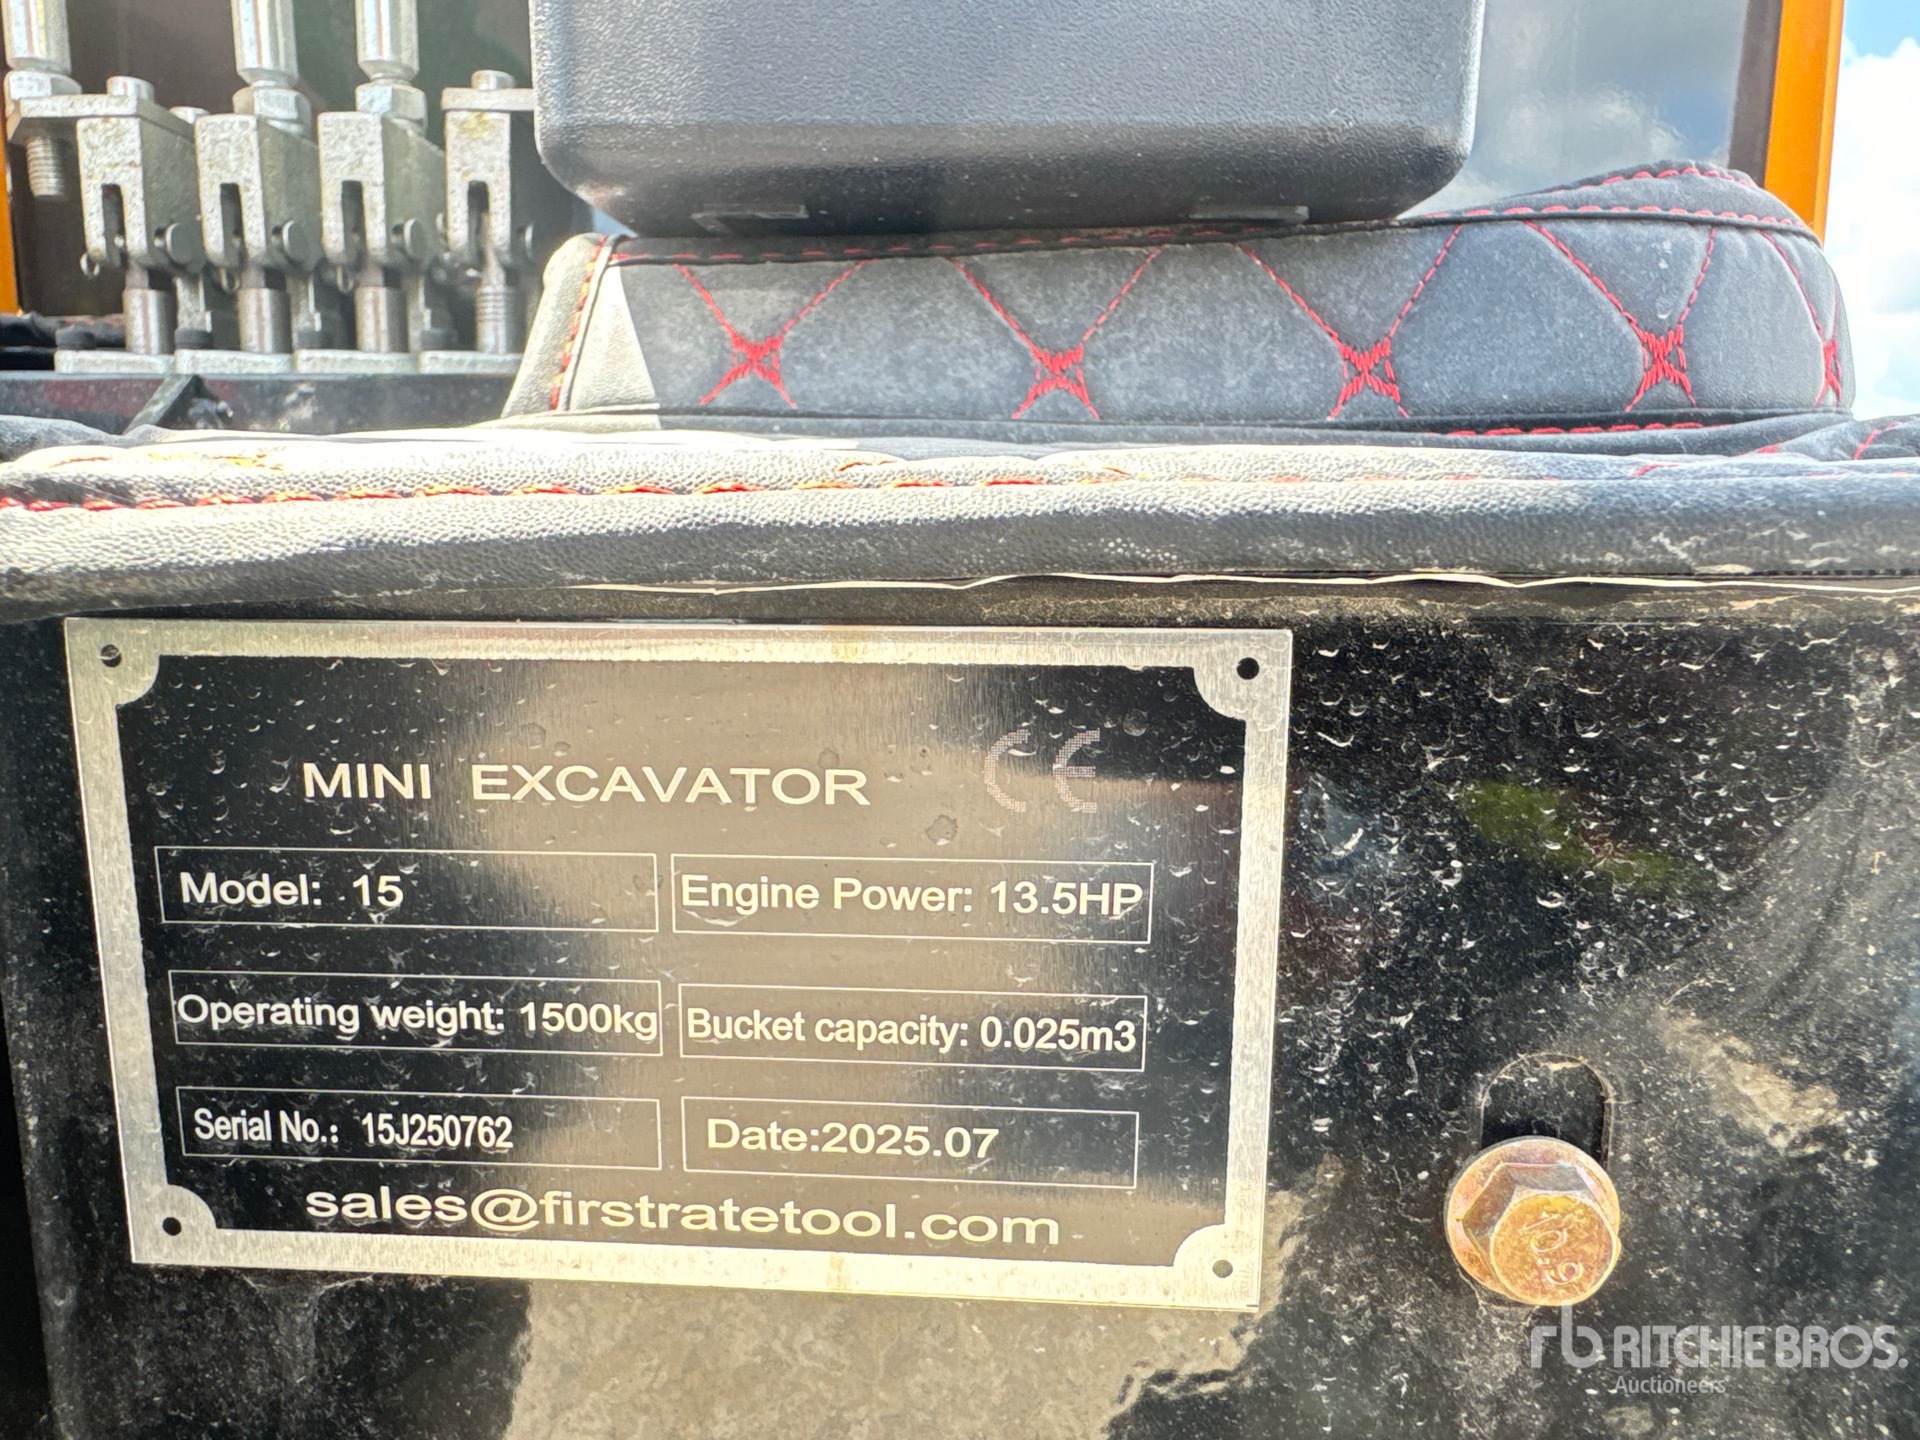 MINI EXCAVATOR CE
Model: 15 Engine Power: 13.5HP
Operating weight: 1500kg Bucket capacity: 0.025m3
Serial No.: 15J250762 Date:2025.07
sales@firstratetool.com
10.9
rb RITCHIE BROS.
Auctioneers